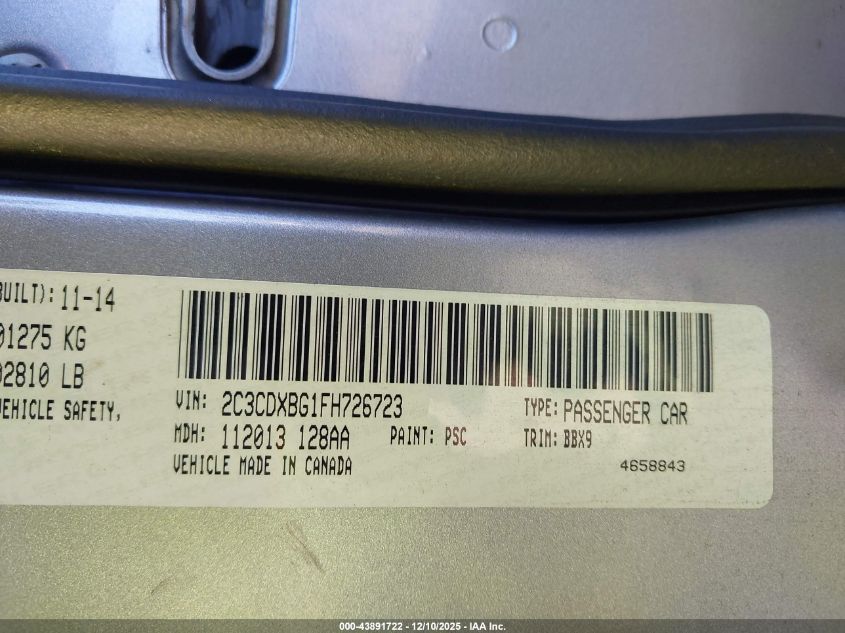 BUILT): 11-14
01275 KG
02810 LB
VEHICLE SAFETY,
VIN: 2C3CDXBG1FH726723 TYPE: PASSENGER CAR
MDH: 112013 128AA PAINT: PSC TRIM: BBX9
VEHICLE MADE IN CANADA 4658843
000-43891722 - 12/10/2025 - IAA Inc.